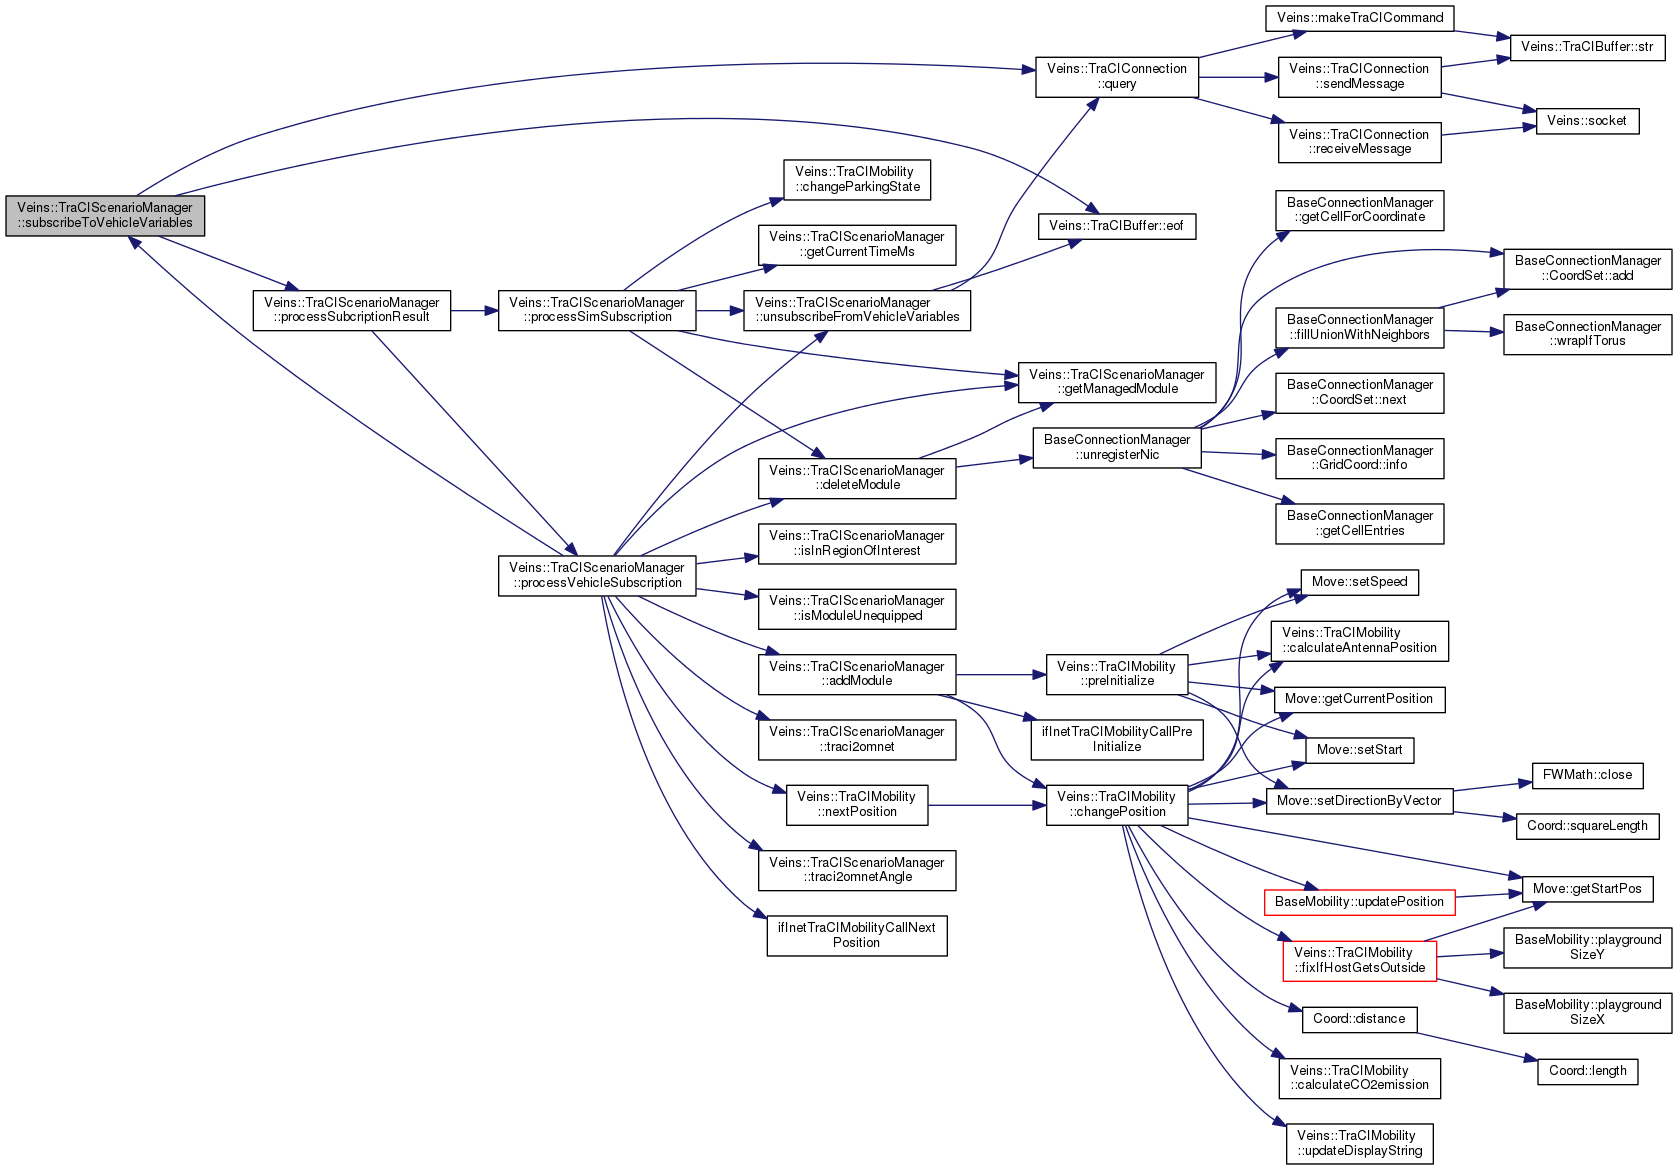 Veins::TraCIScenarioManager
::subscribeToVehicleVariables
Veins::TraCIScenarioManager
::processSubcriptionResult
Veins::TraCIScenarioManager
::processSimSubscription
Veins::TraCIScenarioManager
::processVehicleSubscription
Veins::TraCIMobility
::changeParkingState
Veins::TraCIScenarioManager
::getCurrentTimeMs
Veins::TraCIScenarioManager
::unsubscribeFromVehicleVariables
Veins::TraCIScenarioManager
::deleteModule
Veins::TraCIScenarioManager
::isInRegionOfInterest
Veins::TraCIScenarioManager
::isModuleUnequipped
Veins::TraCIScenarioManager
::addModule
Veins::TraCIScenarioManager
::traci2omnet
Veins::TraCIMobility
::nextPosition
Veins::TraCIScenarioManager
::traci2omnetAngle
ifInetTraCIMobilityCallNext
Position
Veins::TraCIConnection
::query
Veins::TraCIBuffer::eof
Veins::TraCIScenarioManager
::getManagedModule
BaseConnectionManager
::unregisterNic
Veins::TraCIMobility
::preInitialize
ifInetTraCIMobilityCallPre
Initialize
Veins::TraCIMobility
::changePosition
Veins::makeTraCICommand
Veins::TraCIConnection
::sendMessage
Veins::TraCIConnection
::receiveMessage
BaseConnectionManager
::getCellForCoordinate
BaseConnectionManager
::fillUnionWithNeighbors
BaseConnectionManager
::CoordSet::next
BaseConnectionManager
::GridCoord::info
BaseConnectionManager
::getCellEntries
Move::setSpeed
Veins::TraCIMobility
::calculateAntennaPosition
Move::getCurrentPosition
Move::setStart
Move::setDirectionByVector
BaseMobility::updatePosition
Veins::TraCIMobility
::fixIfHostGetsOutside
Coord::distance
Veins::TraCIMobility
::calculateCO2emission
Veins::TraCIMobility
::updateDisplayString
Veins::TraCIBuffer::str
Veins::socket
BaseConnectionManager
::CoordSet::add
BaseConnectionManager
::wrapIfTorus
FWMath::close
Coord::squareLength
Move::getStartPos
BaseMobility::playground
SizeY
BaseMobility::playground
SizeX
Coord::length